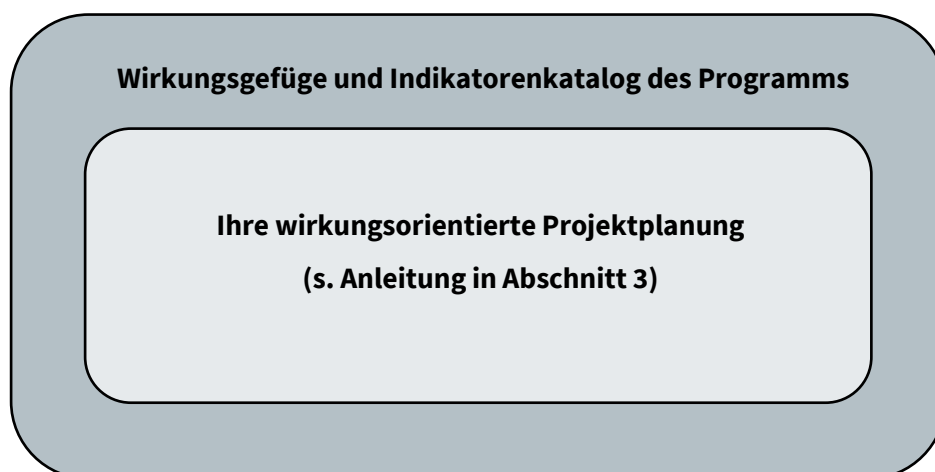 Wirkungsgefüge und Indikatorenkatalog des Programms
Ihre wirkungsorientierte Projektplanung
(s. Anleitung in Abschnitt 3)